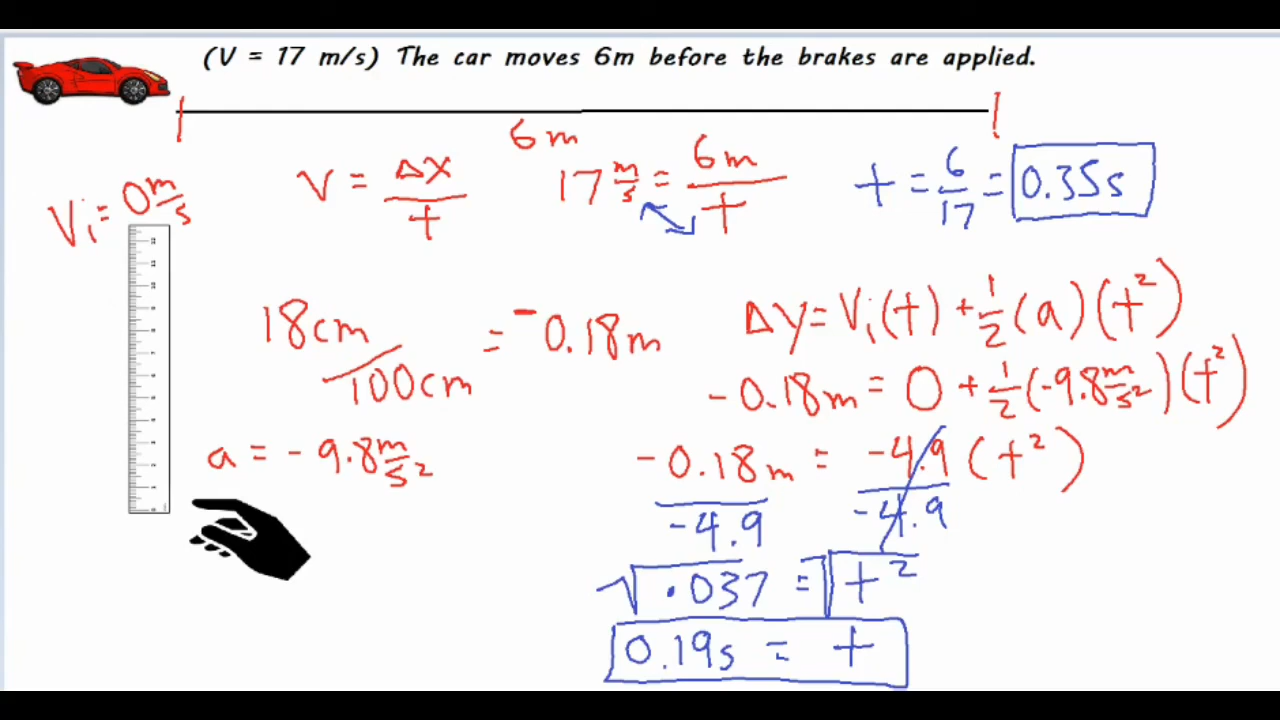 (V = 17 m/s) The car moves 6m before the brakes are applied.
6m
V = Δx/t
17 m/s = 6m/t
t = 6/17 = 0.35s
Vi = 0 m/s
18cm/100cm = -0.18m
a = -9.8 m/s²
Δy = Vi(t) + 1/2(a)(t²)
-0.18m = 0 + 1/2(-9.8 m/s²)(t²)
-0.18m = -4.9(t²)
-4.9 -4.9
√.037 = √t²
0.19s = t